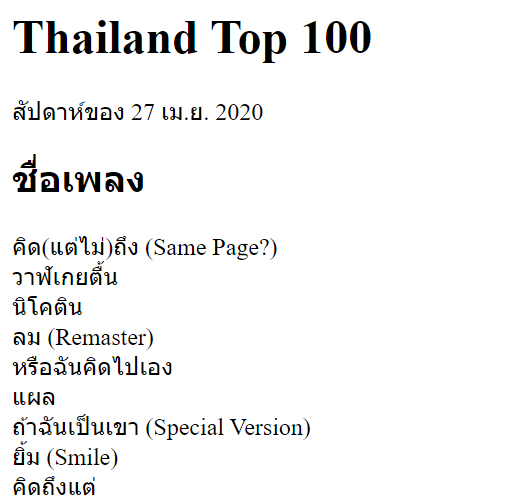 Thailand Top 100
สัปดาห์ของ 27 เม.ย. 2020
ชื่อเพลง
คิด(แต่ไม่)ถึง (Same Page?)
วาฬเกยตื้น
นิโคติน
ลม (Remaster)
หรือฉันคิดไปเอง
แผล
ถ้าฉันเป็นเขา (Special Version)
ยิ้ม (Smile)
คิดถึงแต่